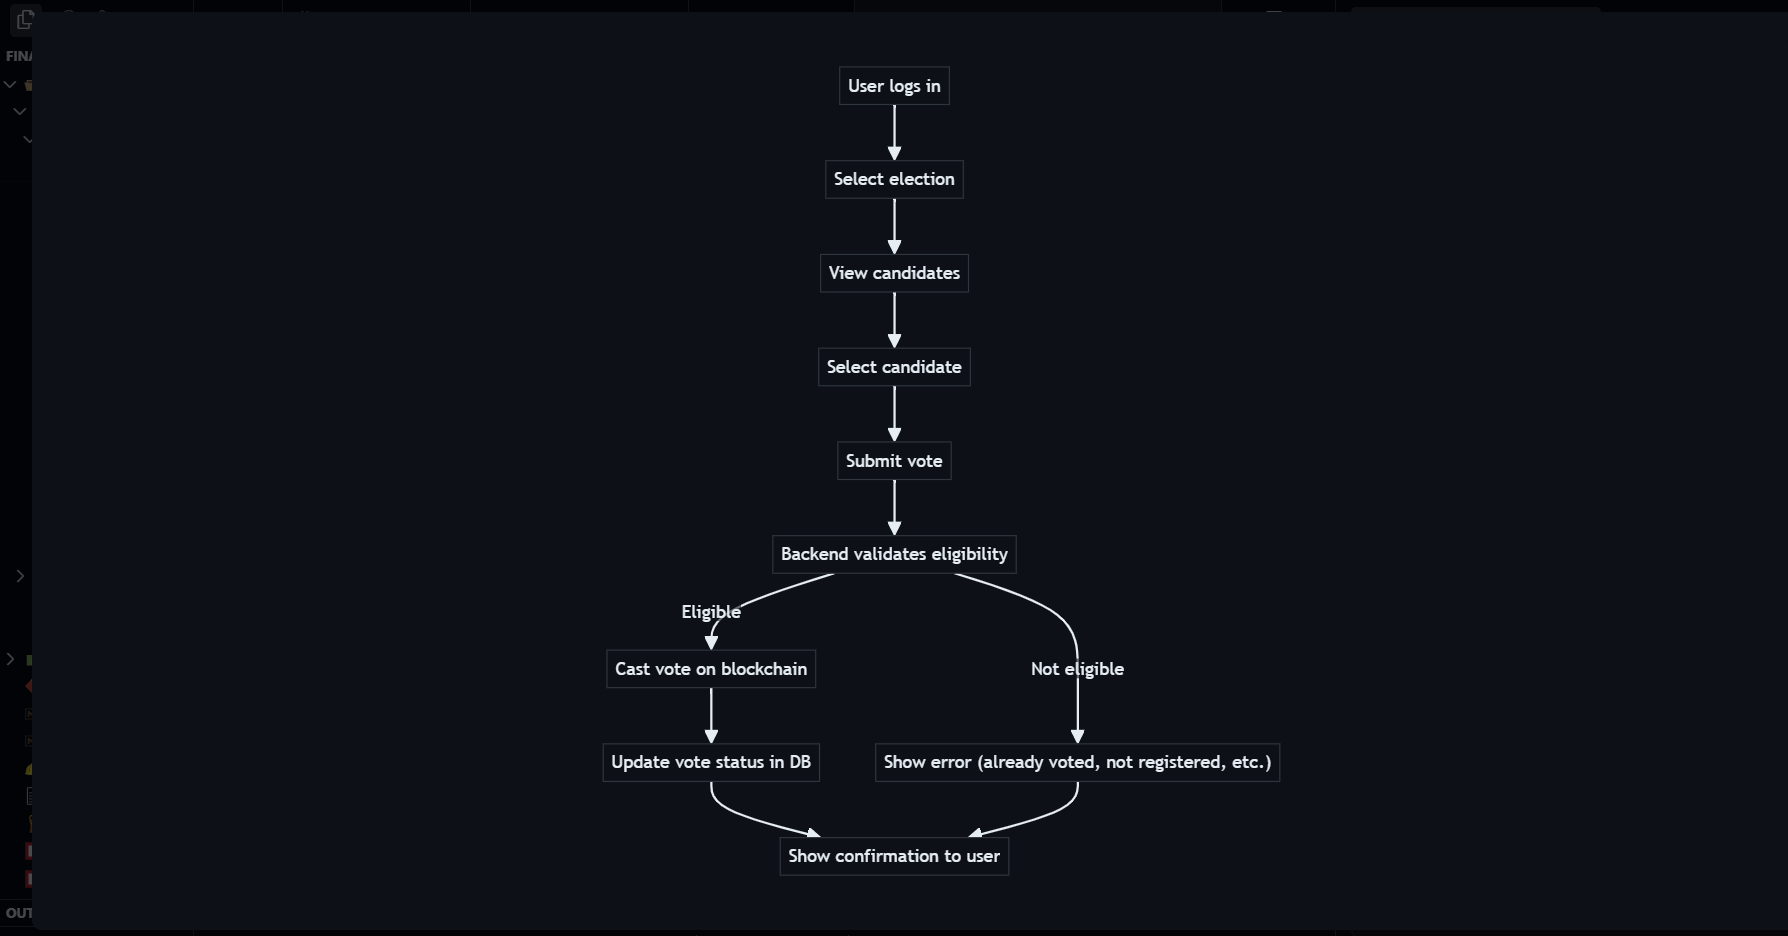 FINA
User logs in
Select election
View candidates
Select candidate
Submit vote
Backend validates eligibility
Eligible
Cast vote on blockchain
Not eligible
Update vote status in DB
Show error (already voted, not registered, etc.)
Show confirmation to user
OUT